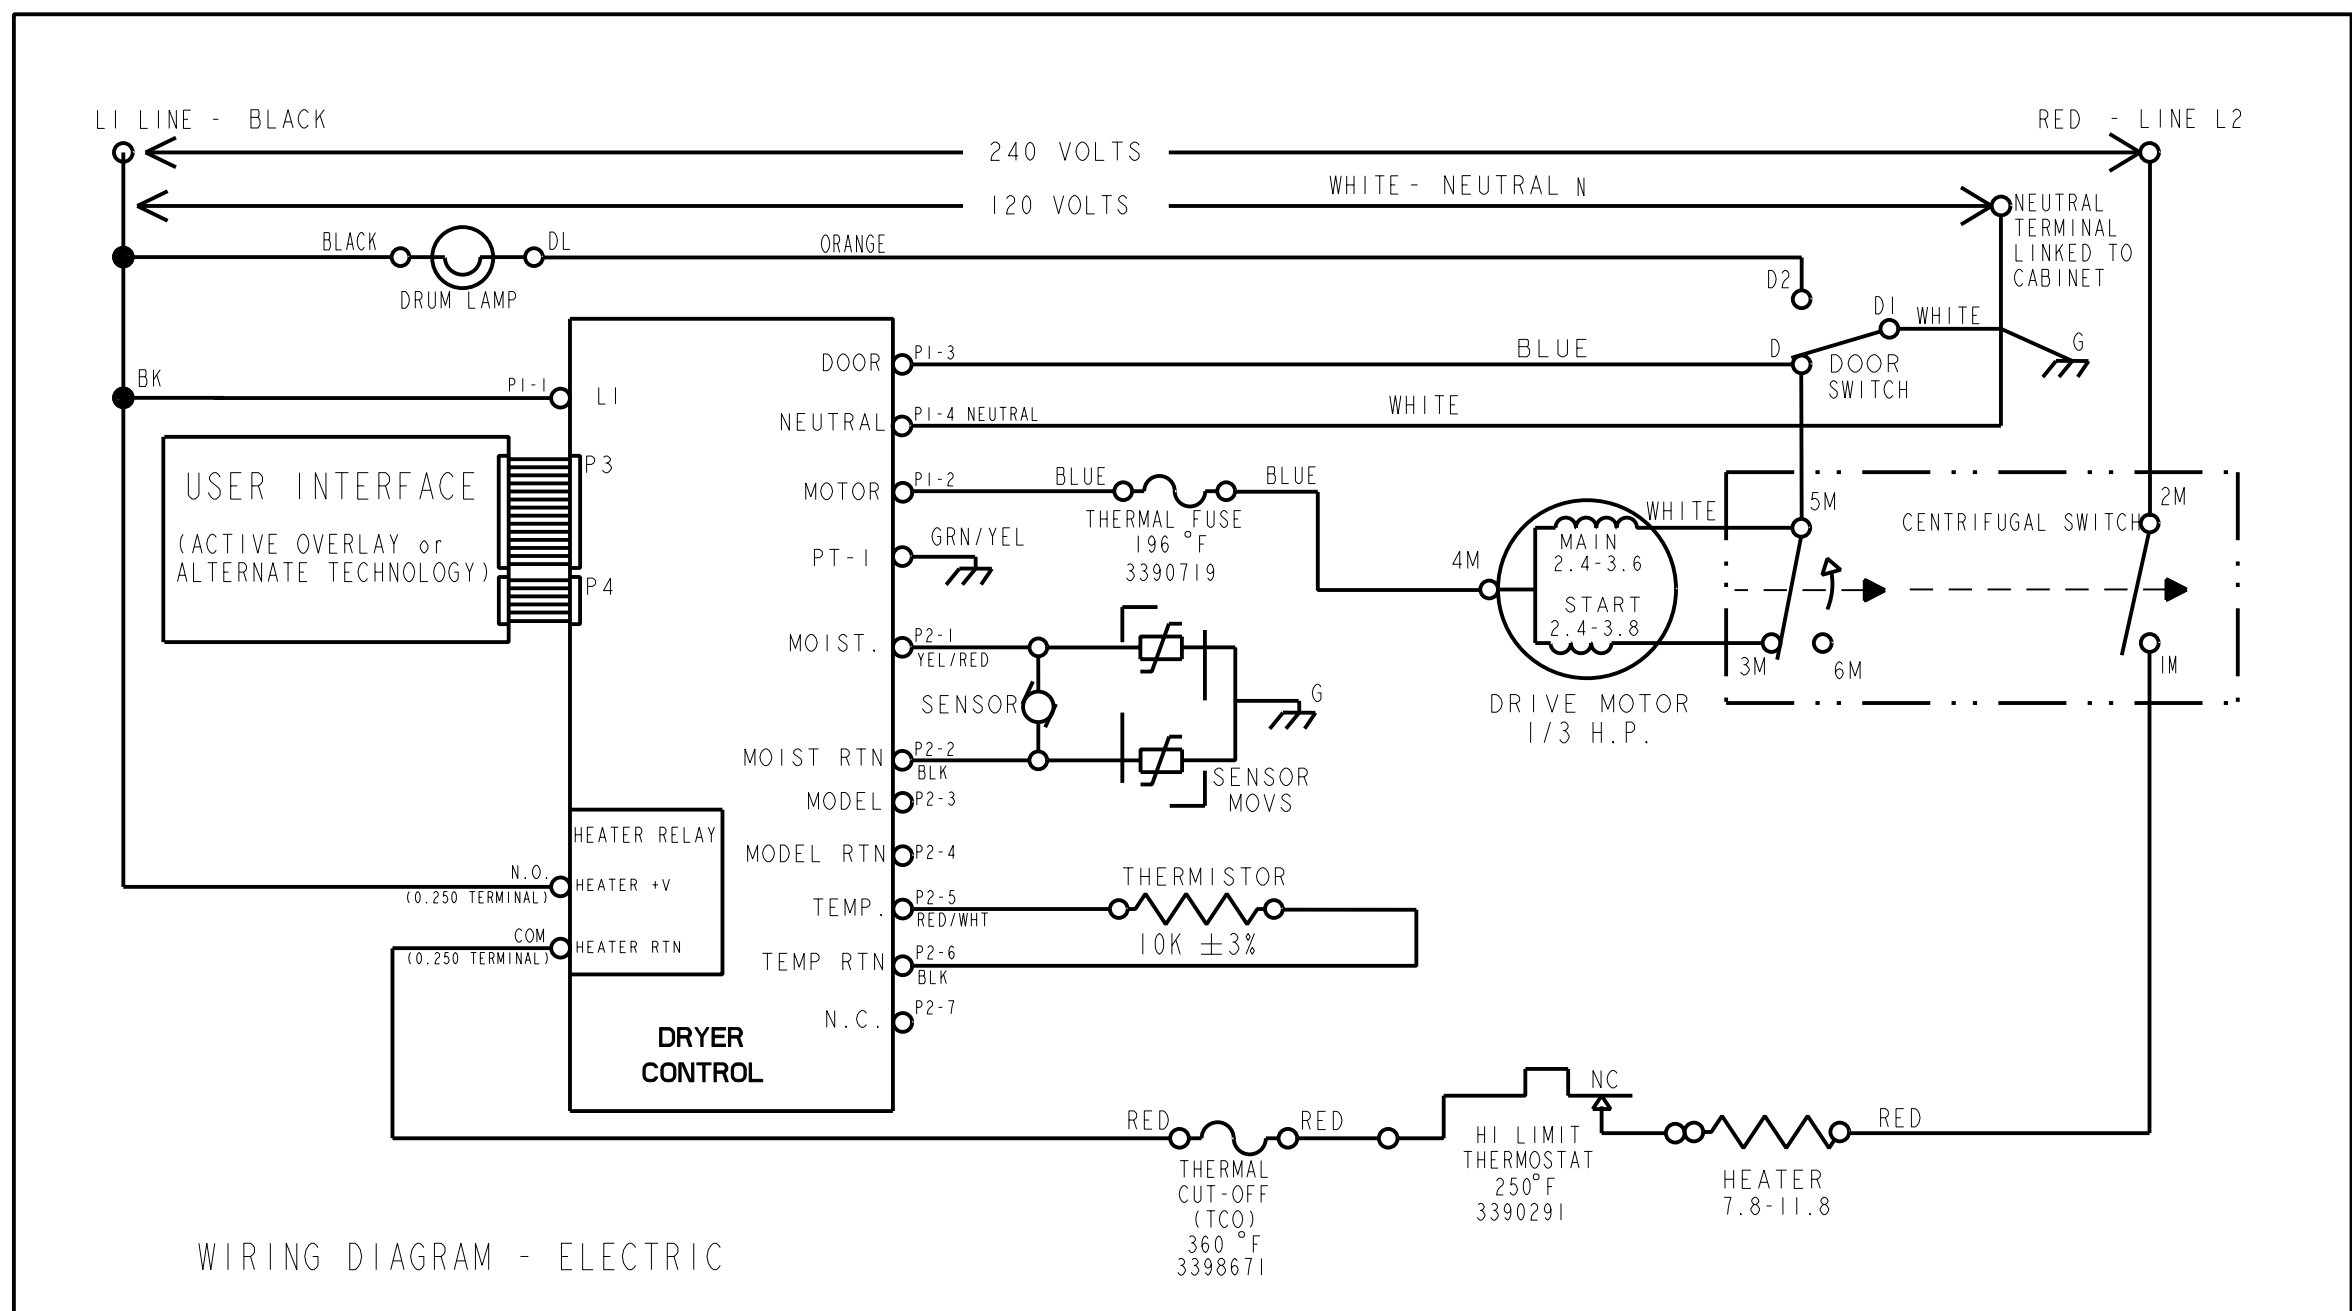 LI LINE - BLACK
RED - LINE L2
240 VOLTS
WHITE - NEUTRAL N
120 VOLTS
NEUTRAL
TERMINAL
LINKED TO
CABINET
BLACK
DL
ORANGE
DRUM LAMP
D2
D1
WHITE
G
DOOR
P1-3
BLUE
D
DOOR
SWITCH
BK
P1-1
L1
NEUTRAL
P1-4 NEUTRAL
WHITE
USER INTERFACE
(ACTIVE OVERLAY or
ALTERNATE TECHNOLOGY)
P3
P4
MOTOR
P1-2
BLUE
BLUE
THERMAL FUSE
196 °F
3390719
PT-1
GRN/YEL
4M
MAIN
2.4-3.6
START
2.4-3.8
WHITE
5M
CENTRIFUGAL SWITCH
2M
3M
6M
1M
DRIVE MOTOR
1/3 H.P.
MOIST.
P2-1
YEL/RED
SENSOR
G
MOIST RTN
P2-2
BLK
SENSOR
MOVS
MODEL
P2-3
HEATER RELAY
MODEL RTN
P2-4
N.O.
(0.250 TERMINAL)
HEATER +V
TEMP.
P2-5
RED/WHT
THERMISTOR
10K ±3%
COM
(0.250 TERMINAL)
HEATER RTN
TEMP RTN
P2-6
BLK
N.C.
P2-7
DRYER
CONTROL
RED
RED
THERMAL
CUT-OFF
(TCO)
360 °F
3398671
NC
HI LIMIT
THERMOSTAT
250°F
3390291
RED
HEATER
7.8-11.8
WIRING DIAGRAM - ELECTRIC